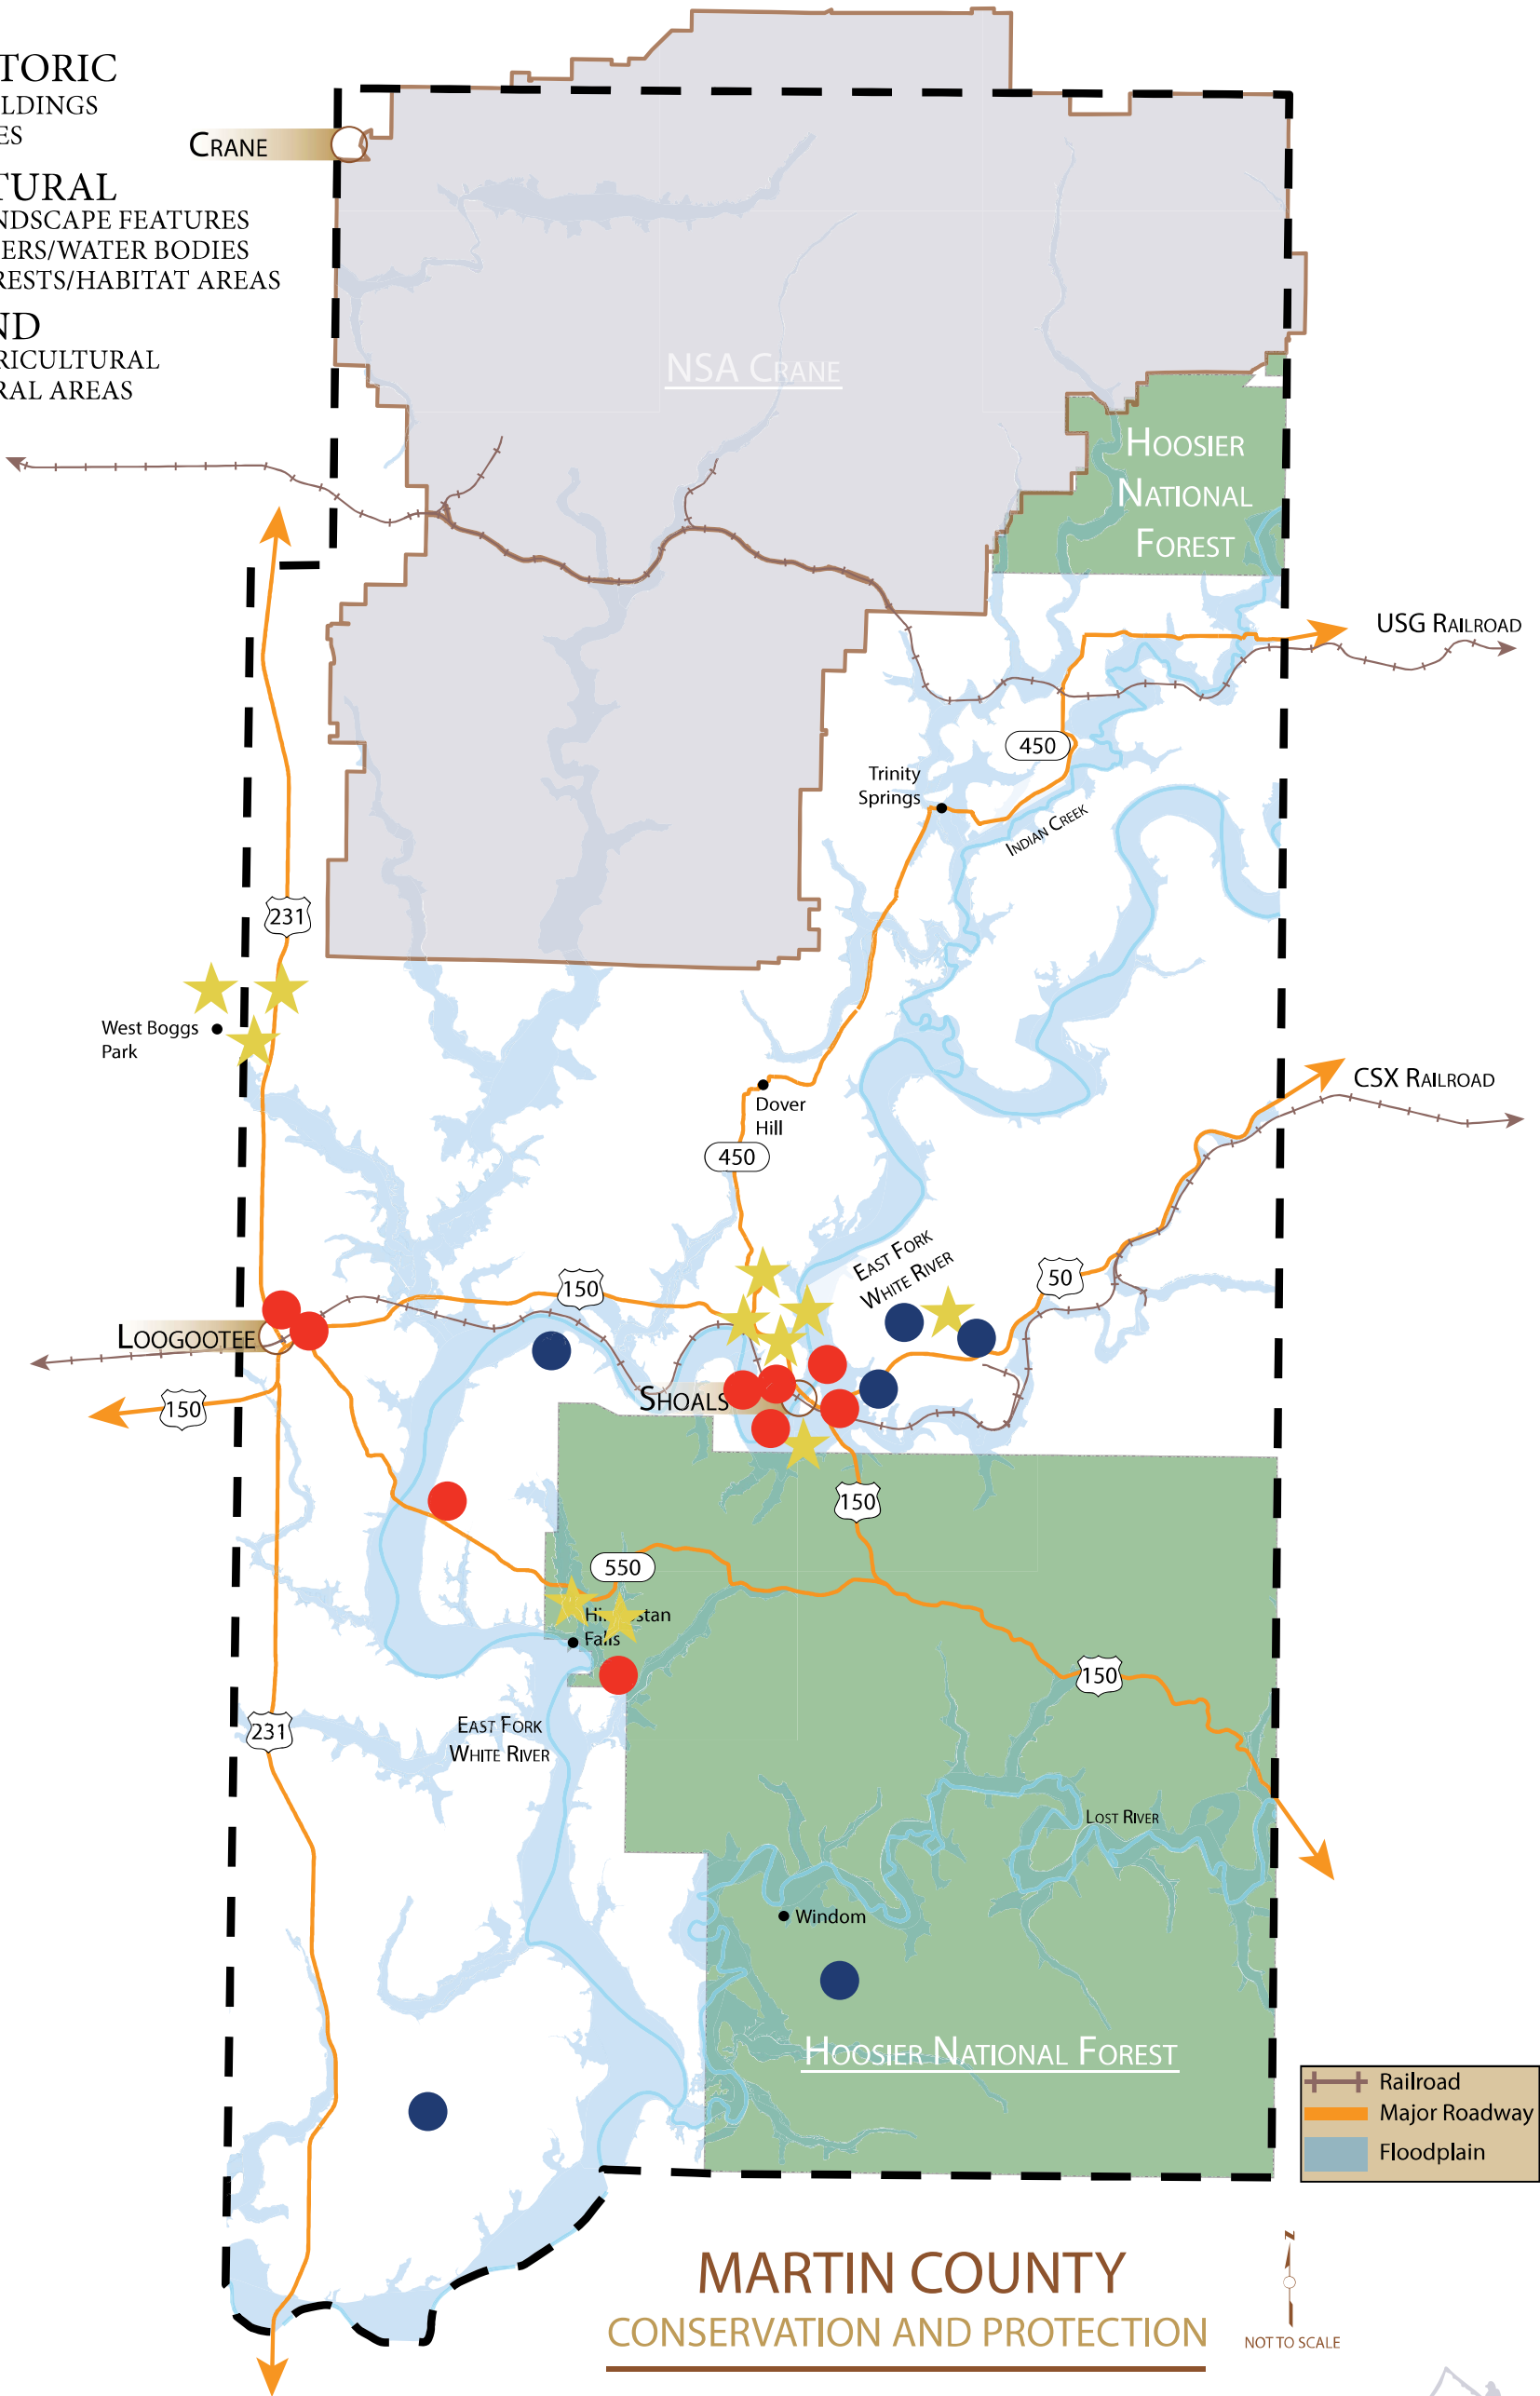 TORIC
ILDINGS
ES
TURAL
NDSCAPE FEATURES
ERS/WATER BODIES
RESTS/HABITAT AREAS
ND
RICULTURAL
RAL AREAS
CRANE
NSA CRANE
HOOSIER
NATIONAL
FOREST
USG RAILROAD
450
Trinity
Springs
INDIAN CREEK
231
West Boggs
Park
CSX RAILROAD
Dover
Hill
450
EAST FORK
WHITE RIVER
50
150
LOOGOOTEE
150
SHOALS
150
550
Falls
150
EAST FORK
WHITE RIVER
231
LOST RIVER
Windom
HOOSIER NATIONAL FOREST
Railroad
Major Roadway
Floodplain
MARTIN COUNTY
CONSERVATION AND PROTECTION
N
NOT TO SCALE